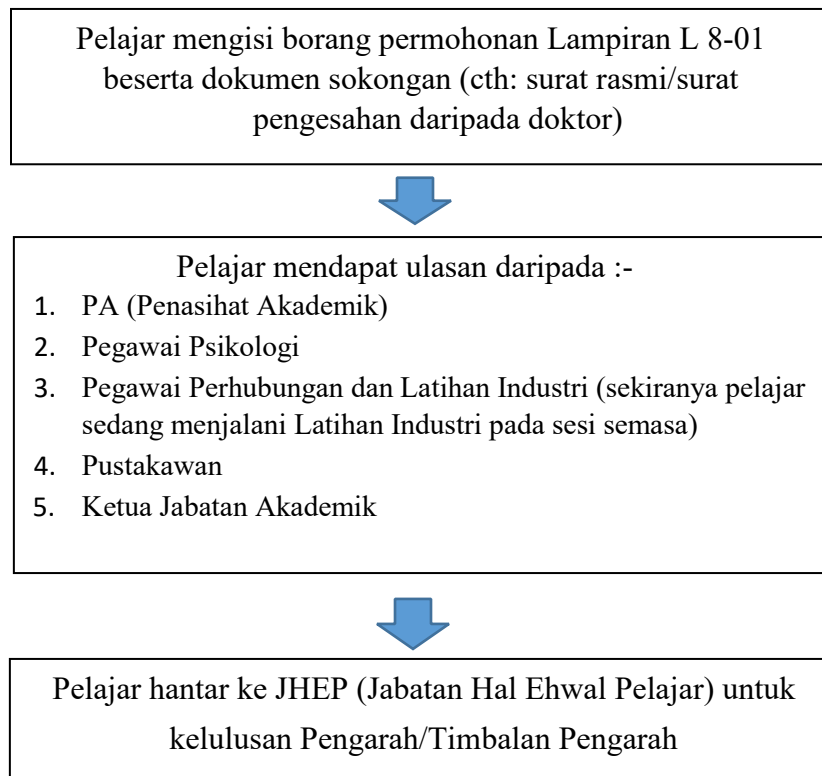 Pelajar mengisi borang permohonan Lampiran L 8-01
beserta dokumen sokongan (cth: surat rasmi/surat
pengesahan daripada doktor)
Pelajar mendapat ulasan daripada :-
1. PA (Penasihat Akademik)
2. Pegawai Psikologi
3. Pegawai Perhubungan dan Latihan Industri (sekiranya pelajar
sedang menjalani Latihan Industri pada sesi semasa)
4. Pustakawan
5. Ketua Jabatan Akademik
Pelajar hantar ke JHEP (Jabatan Hal Ehwal Pelajar) untuk
kelulusan Pengarah/Timbalan Pengarah